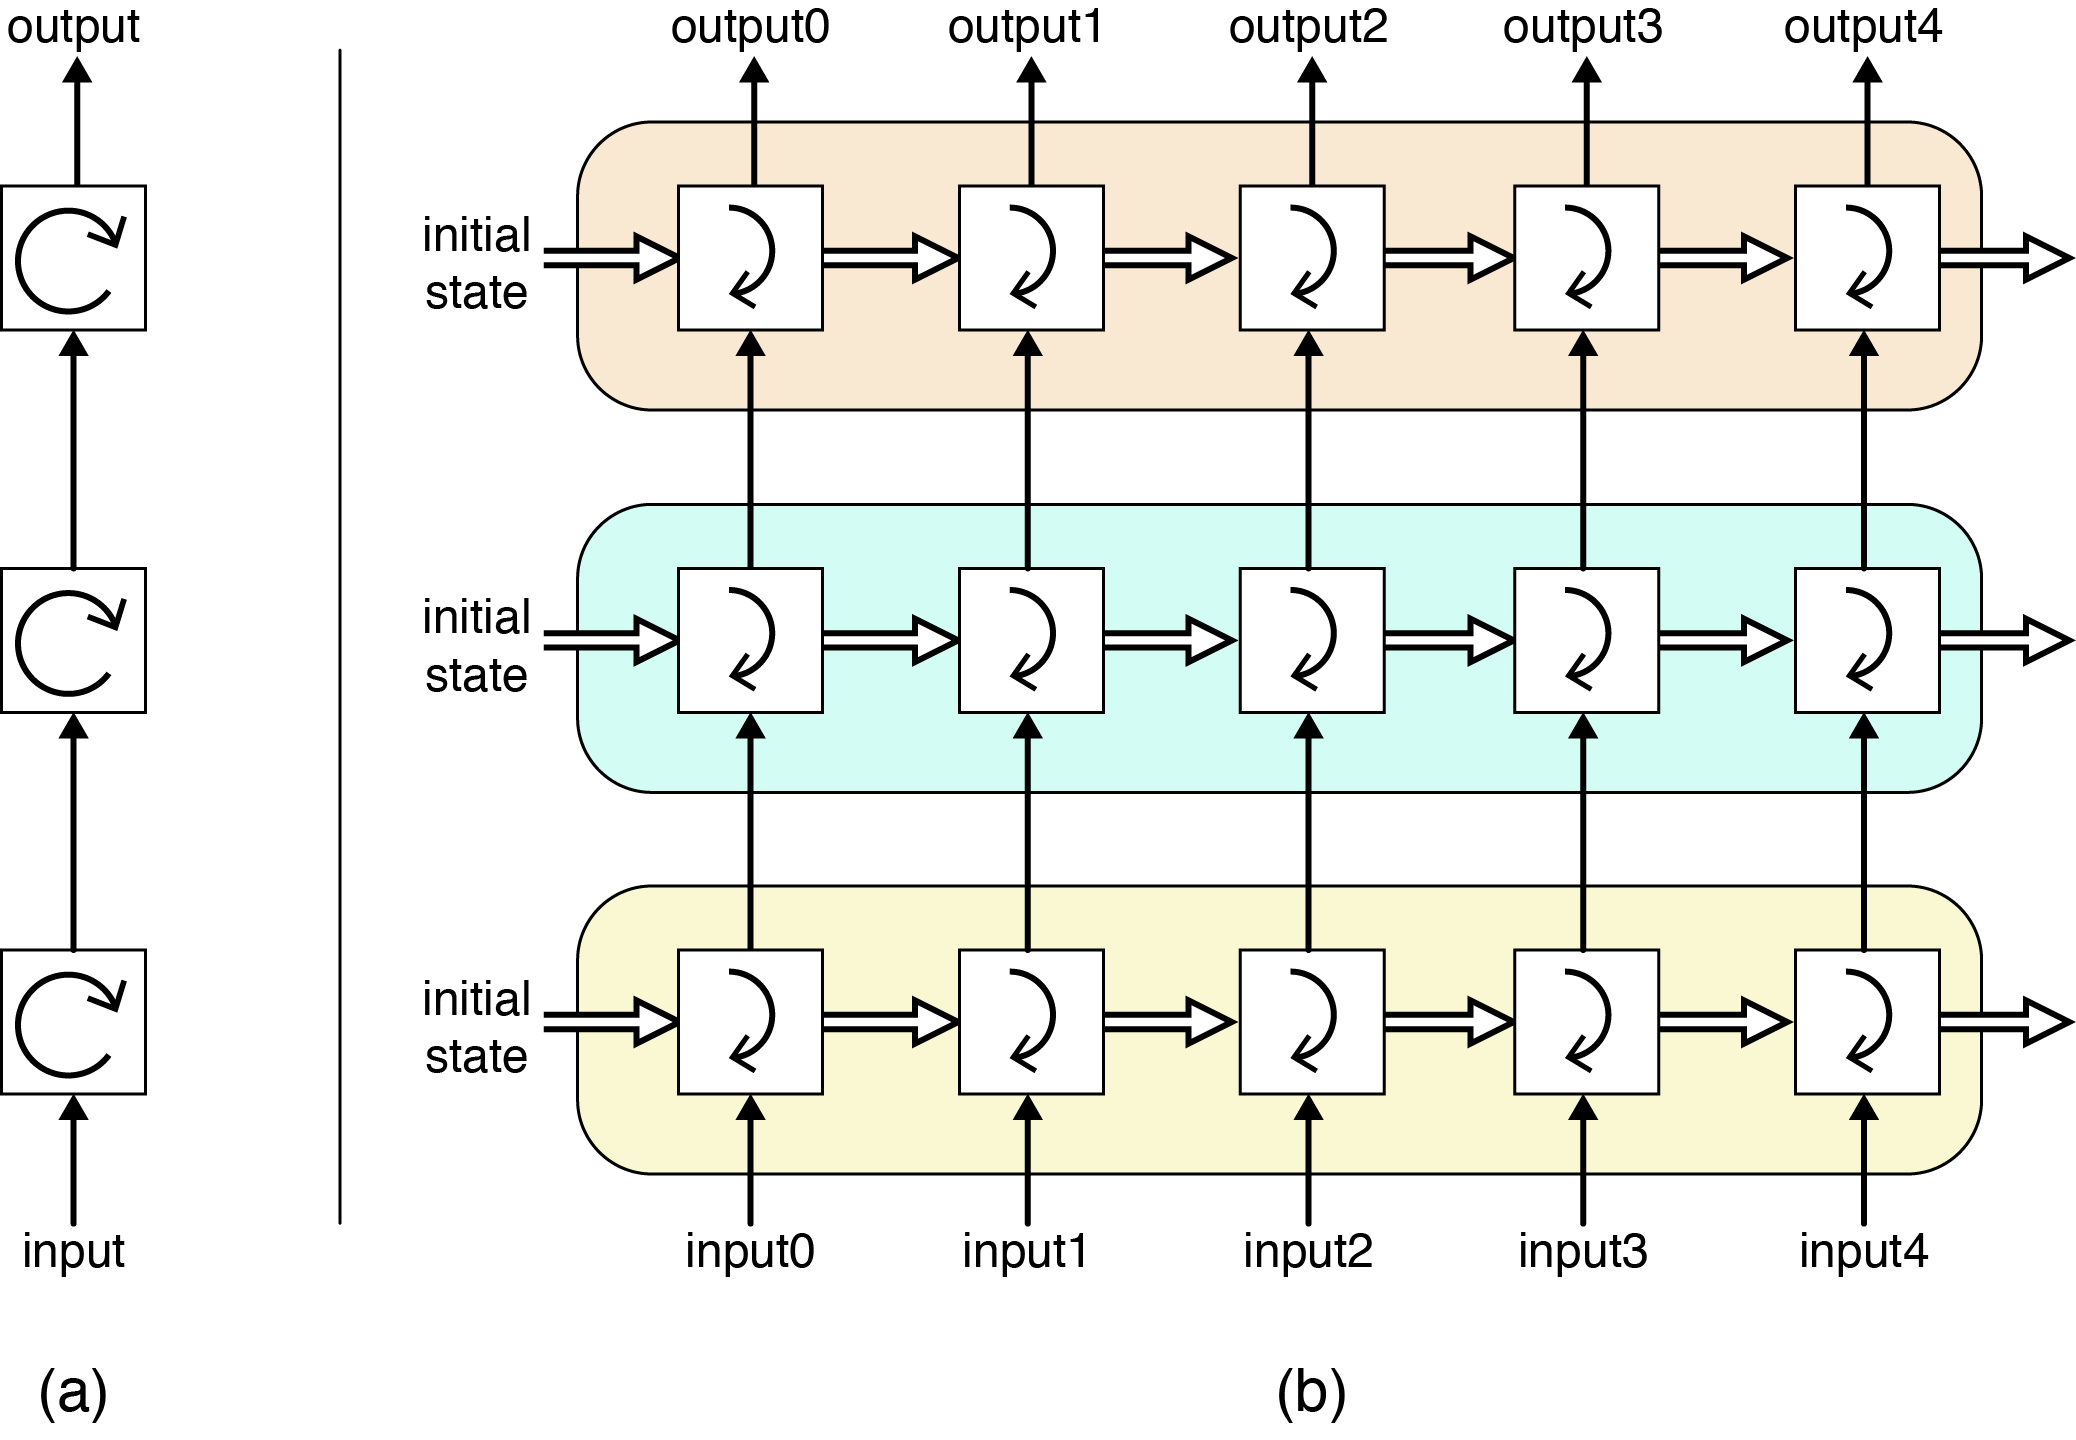 output
output0
output1
output2
output3
output4
initial
state
initial
state
initial
state
input
input0
input1
input2
input3
input4
(a)
(b)